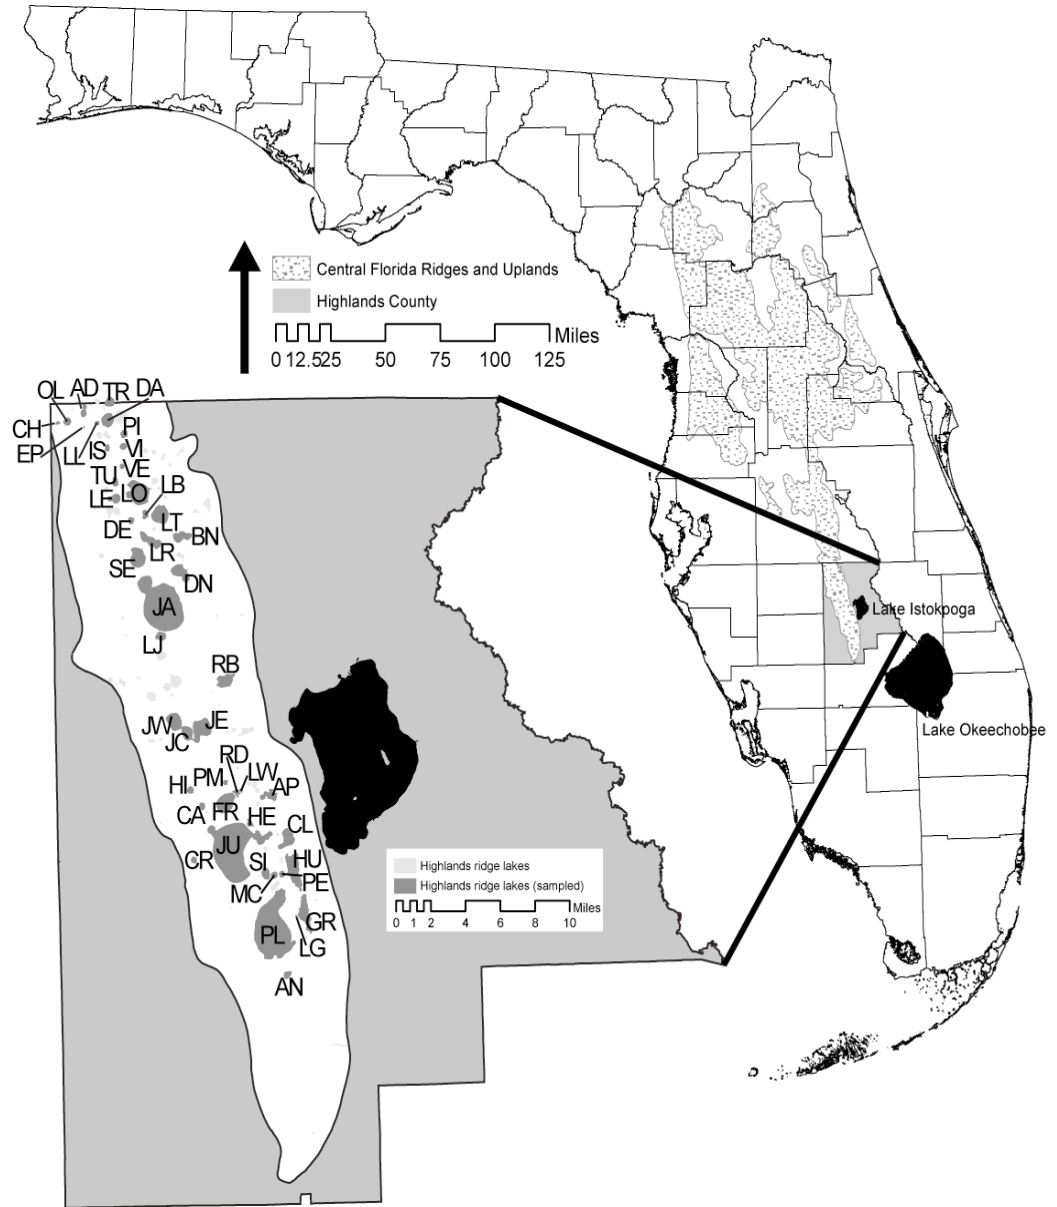 Central Florida Ridges and Uplands
Highlands County
Miles
0 12.525 50 75 100 125
OL AD TR DA
CH
EP LL IS PI
VI
TU VE
LE LO LB
DE LT BN
LR
SE DN
JA
LJ
RB
JW JE
JC
RD
HI PM LW AP
CA FR HE CL
JU
CR SI HU
MC PE
PL GR
LG
AN
Lake Istokpoga
Lake Okeechobee
Highlands ridge lakes
Highlands ridge lakes (sampled)
Miles
0 1 2 4 6 8 10